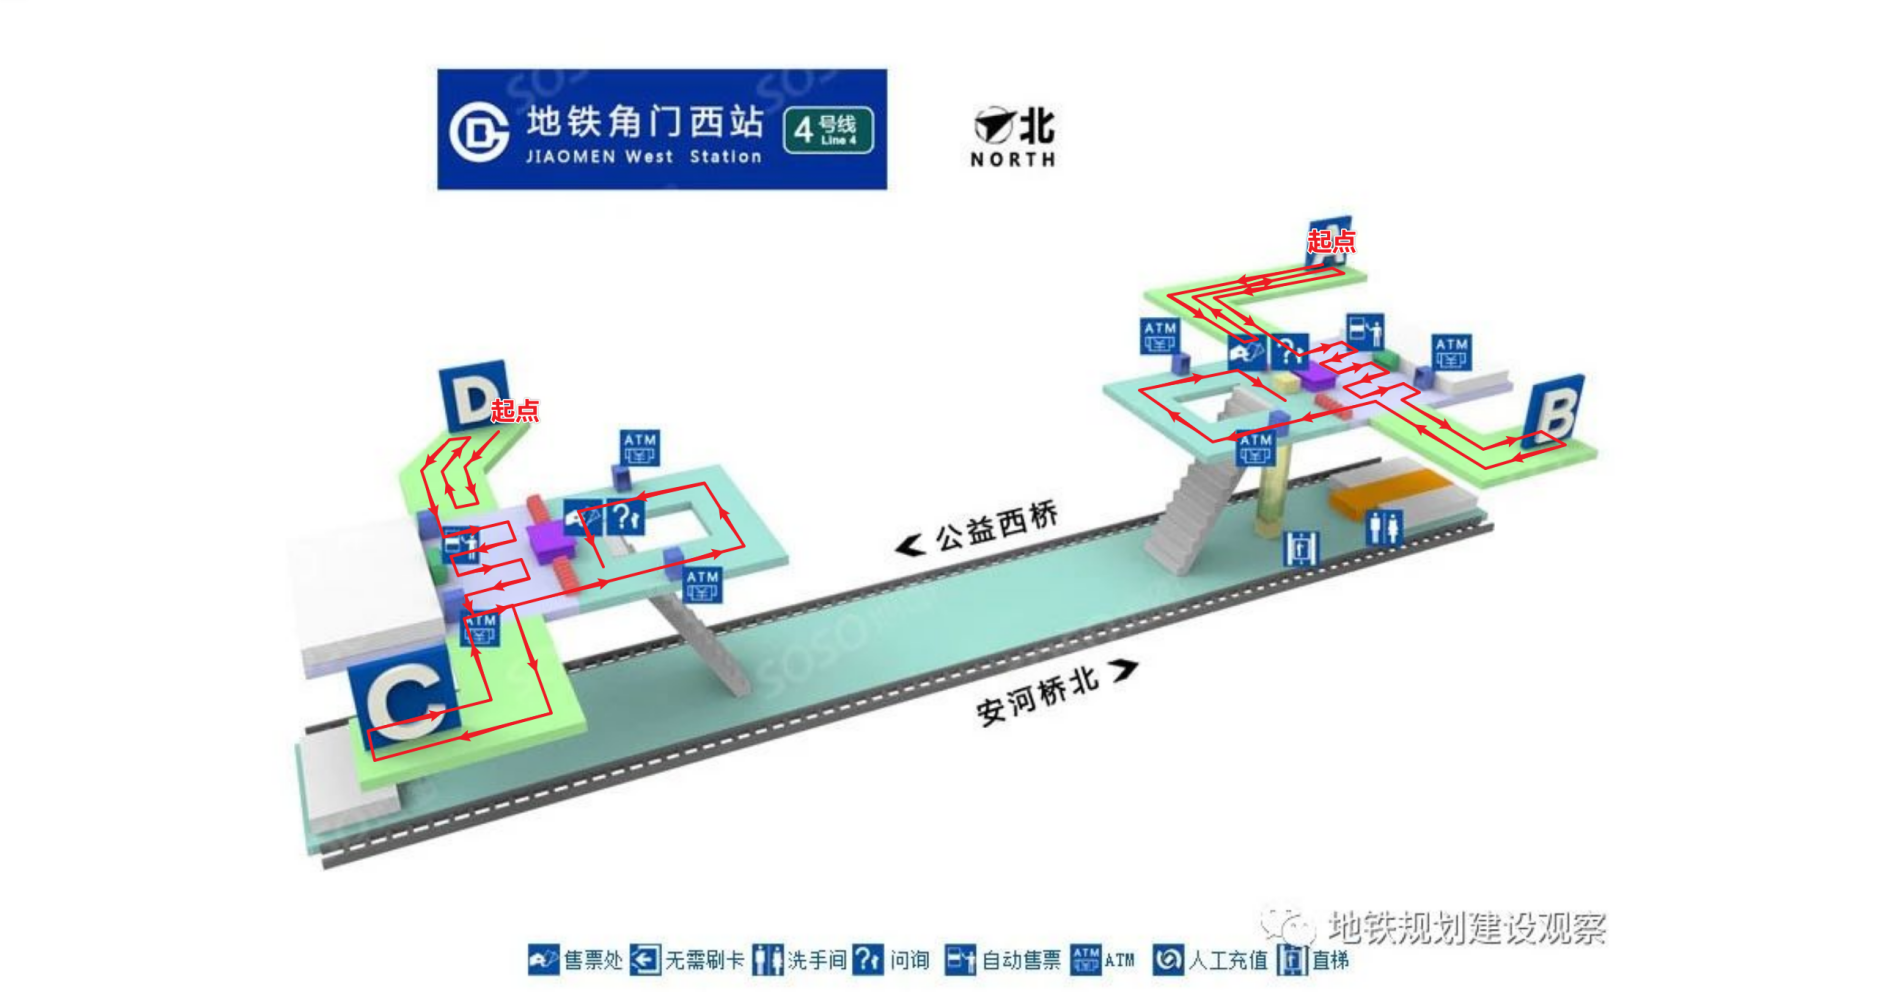 地铁角门西站
JIAOMEN West Station
4号线
Line 4
北
NORTH
A
起点
ATM
ATM
B
ATM
D
起点
ATM
ATM
ATM
C
公益西桥
安河桥北
地铁规划建设观察
售票处
无需刷卡
洗手间
问询
自动售票
ATM
ATM
人工充值
直梯